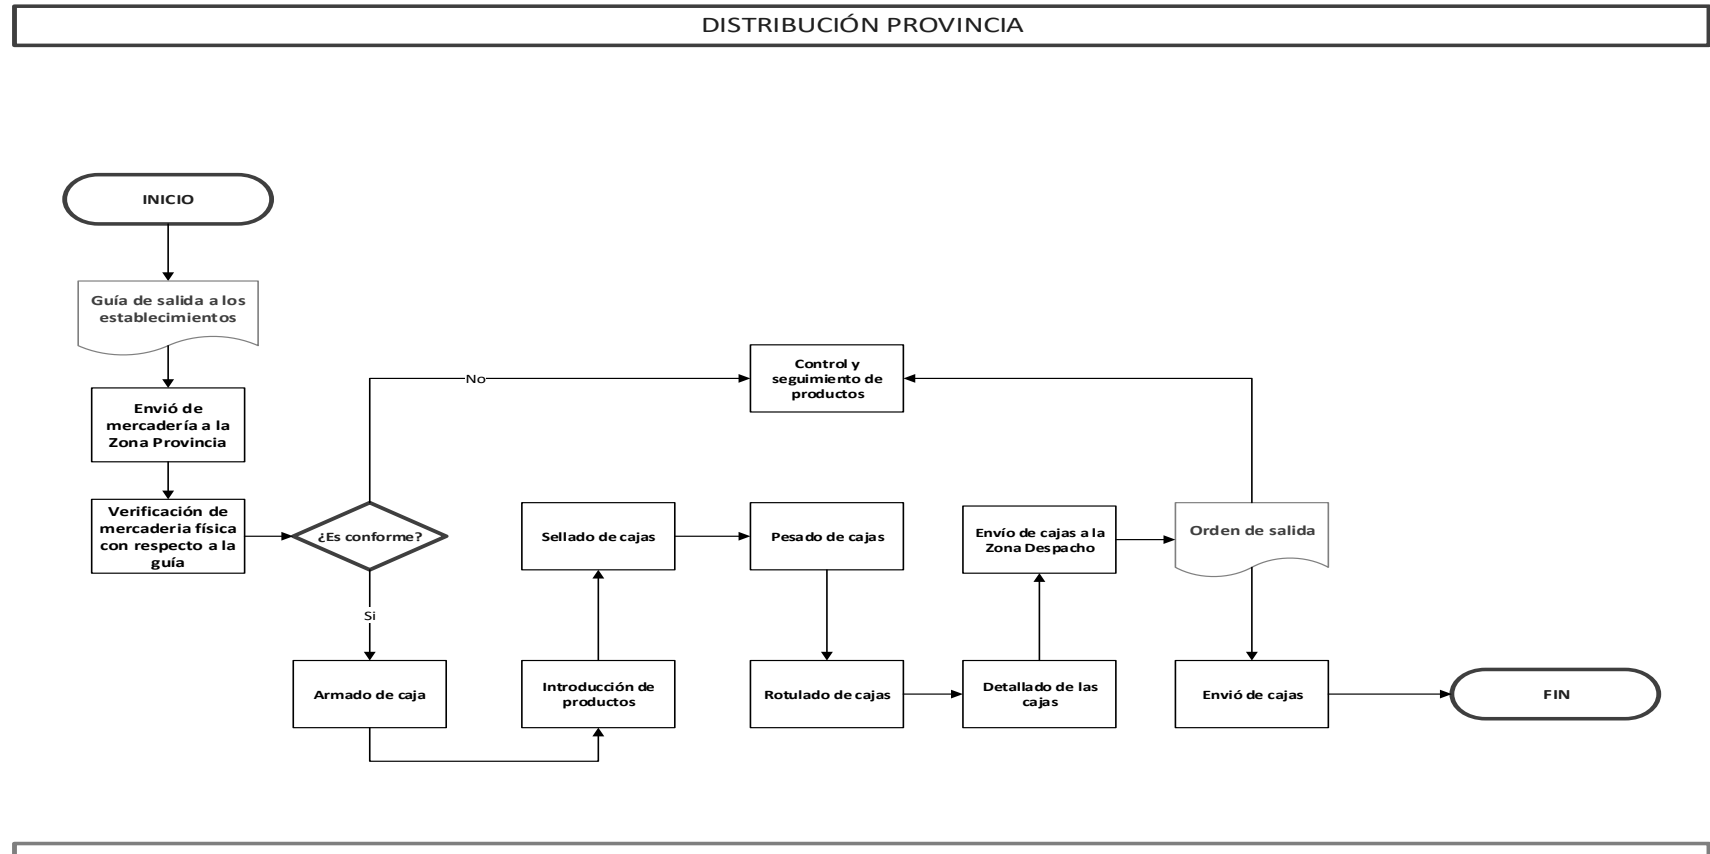 DISTRIBUCIÓN PROVINCIA
INICIO
Guía de salida a los
establecimientos
Envió de
mercadería a la
Zona Provincia
Verificación de
mercaderia física
con respecto a la
guía
¿Es conforme?
No
Si
Control y
seguimiento de
productos
Armado de caja
Introducción de
productos
Sellado de cajas
Pesado de cajas
Rotulado de cajas
Detallado de las
cajas
Envío de cajas a la
Zona Despacho
Orden de salida
Envió de cajas
FIN